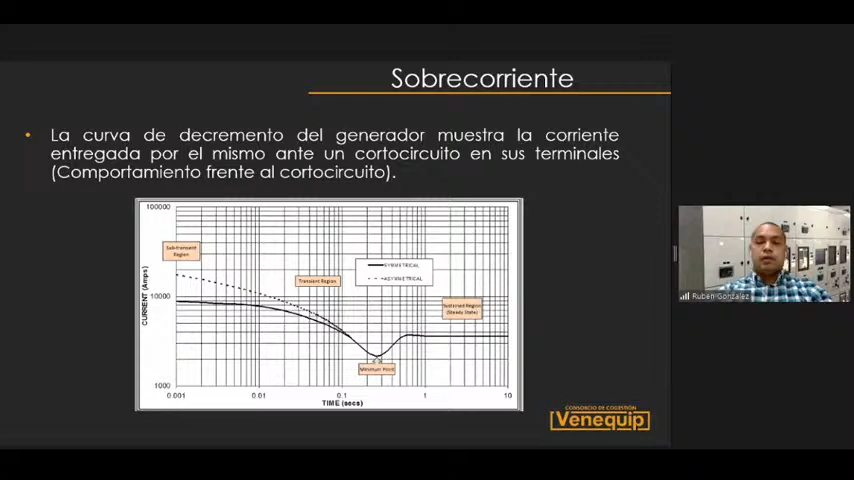 Sobrecorriente
• La curva de decremento del generador muestra la corriente
entregada por el mismo ante un cortocircuito en sus terminales
(Comportamiento frente al cortocircuito).
100000
Sub-transient
Region
SYMMETRICAL
ASYMMETRICAL
Transient Region
CURRENT (Amps)
10000
Sustained Region
(Steady State)
Minimum Point
1000
0.001
0.01
0.1
1
10
TIME (secs)
Ruben Gonzalez
CONSORCIO DE COGESTIÓN
Venequip